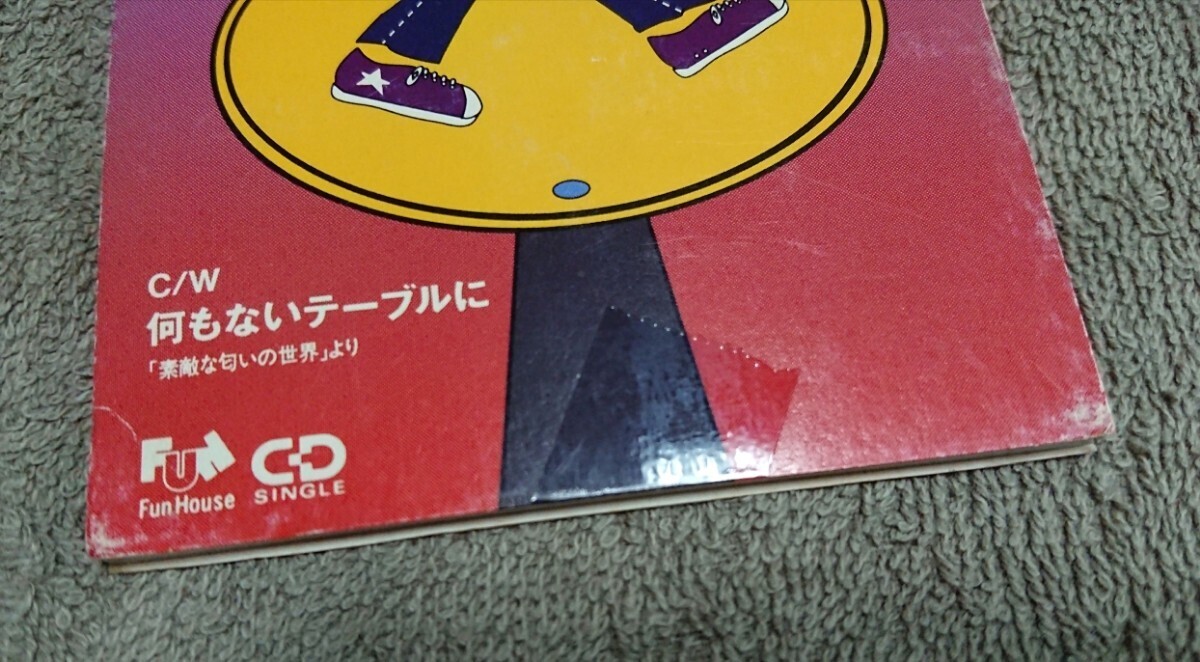 C/W
何もないテーブルに
「素敵な匂いの世界」より
FUN
Fun House
CD
SINGLE